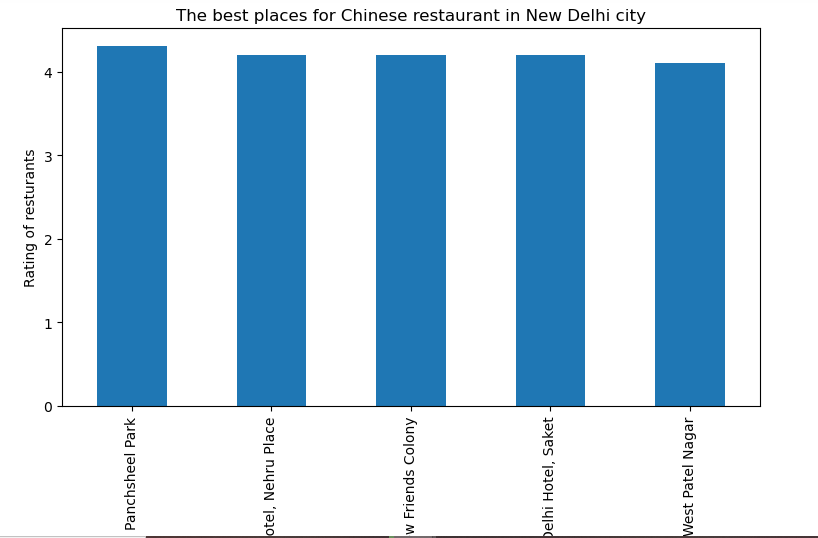 The best places for Chinese restaurant in New Delhi city
Rating of resturants
4
3
2
1
0
Panchsheel Park
otel, Nehru Place
w Friends Colony
Delhi Hotel, Saket
West Patel Nagar